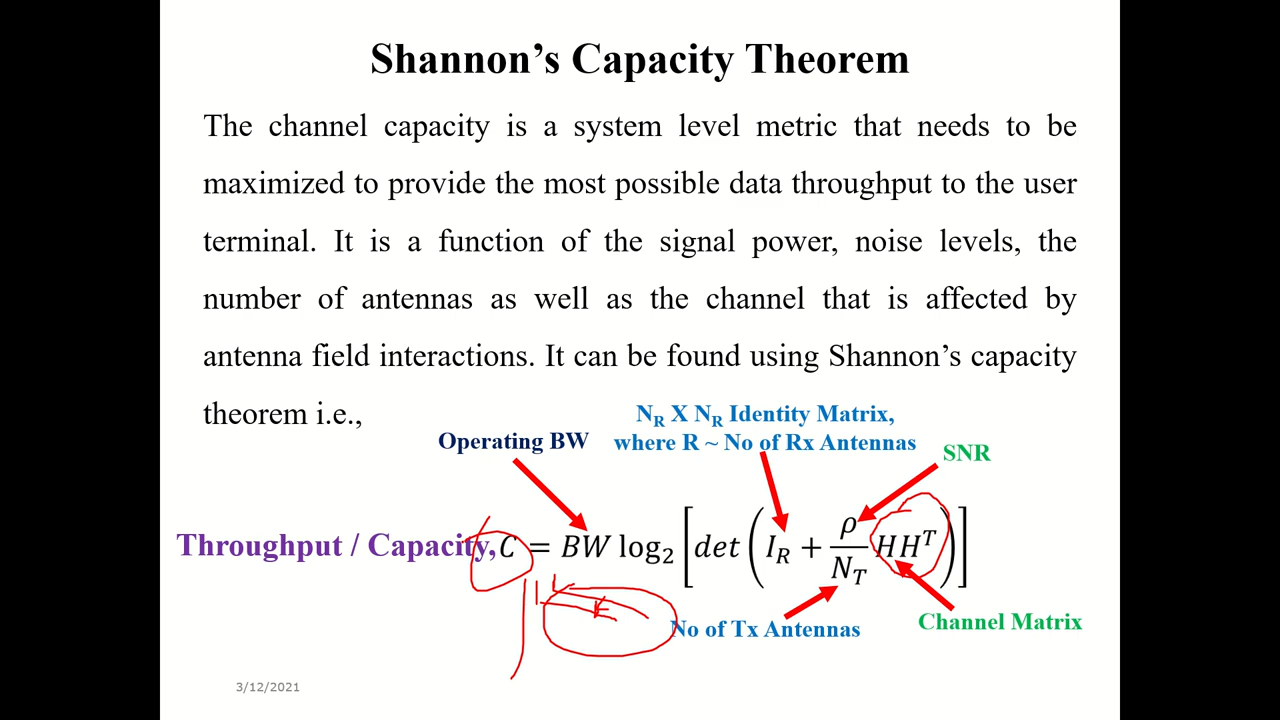 Shannon’s Capacity Theorem
The channel capacity is a system level metric that needs to be
maximized to provide the most possible data throughput to the user
terminal. It is a function of the signal power, noise levels, the
number of antennas as well as the channel that is affected by
antenna field interactions. It can be found using Shannon’s capacity
theorem i.e.,
N_R X N_R Identity Matrix,
where R ~ No of Rx Antennas
Operating BW
SNR
Throughput / Capacity, C = BW log₂ [det (I_R + ρ/N_T HH^T)]
No of Tx Antennas
Channel Matrix
3/12/2021